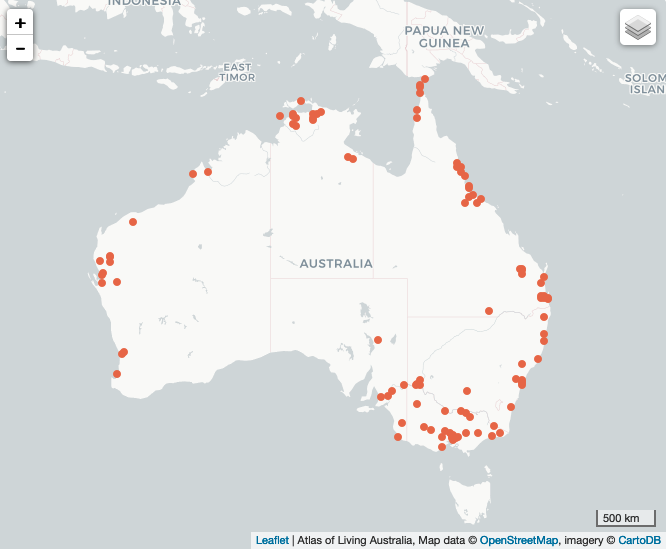 INDONESIA
+
−
PAPUA NEW
GUINEA
EAST
TIMOR
SOLOM
ISLAN
AUSTRALIA
500 km
Leaflet | Atlas of Living Australia, Map data © OpenStreetMap, imagery © CartoDB